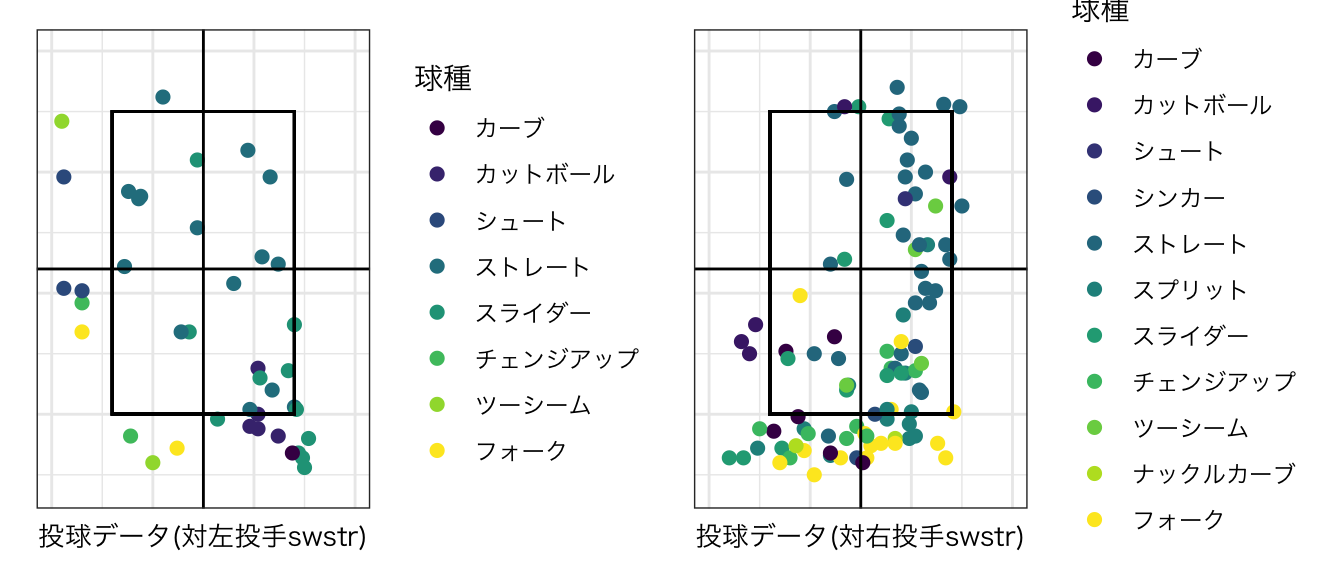 球種
カーブ
カットボール
シュート
ストレート
スライダー
チェンジアップ
ツーシーム
フォーク
投球データ(対左投手swstr)
球種
カーブ
カットボール
シュート
シンカー
ストレート
スプリット
スライダー
チェンジアップ
ツーシーム
ナックルカーブ
フォーク
投球データ(対右投手swstr)